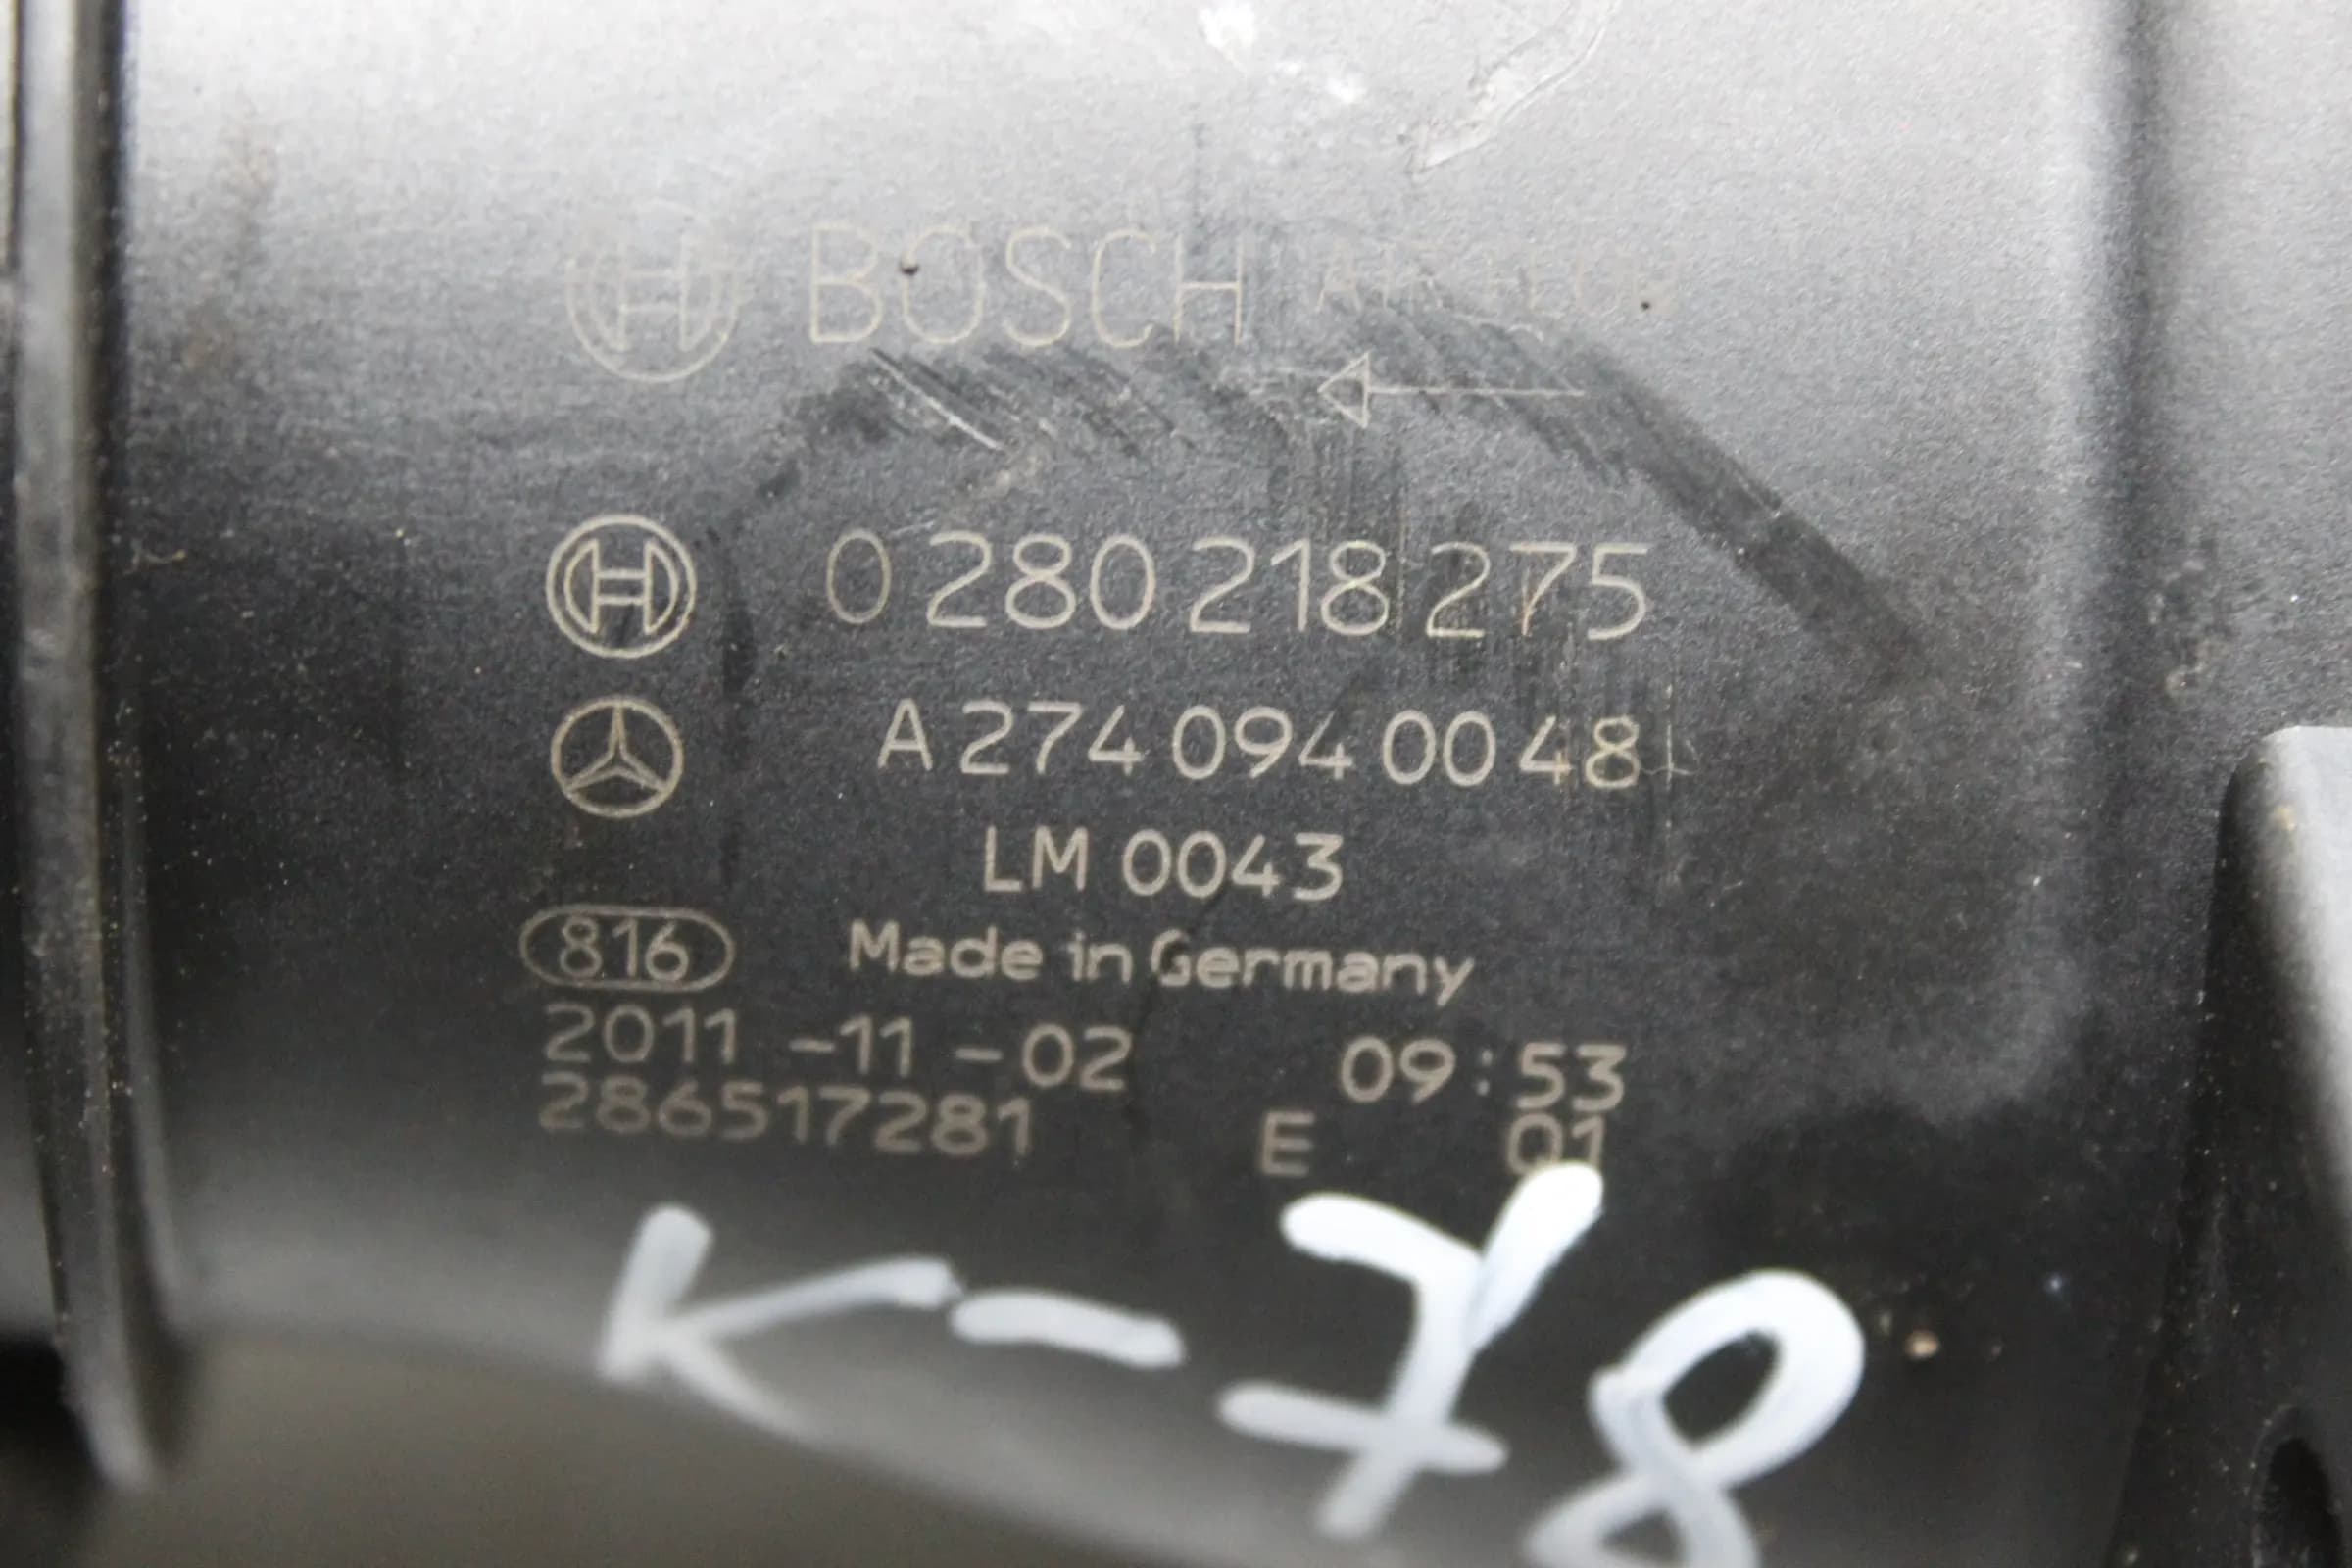 BOSCH
0 280 218 275
A 274 094 00 48
LM 0043
816 Made in Germany
2011 -11 -02 09:53
286517281 E 01
K-78